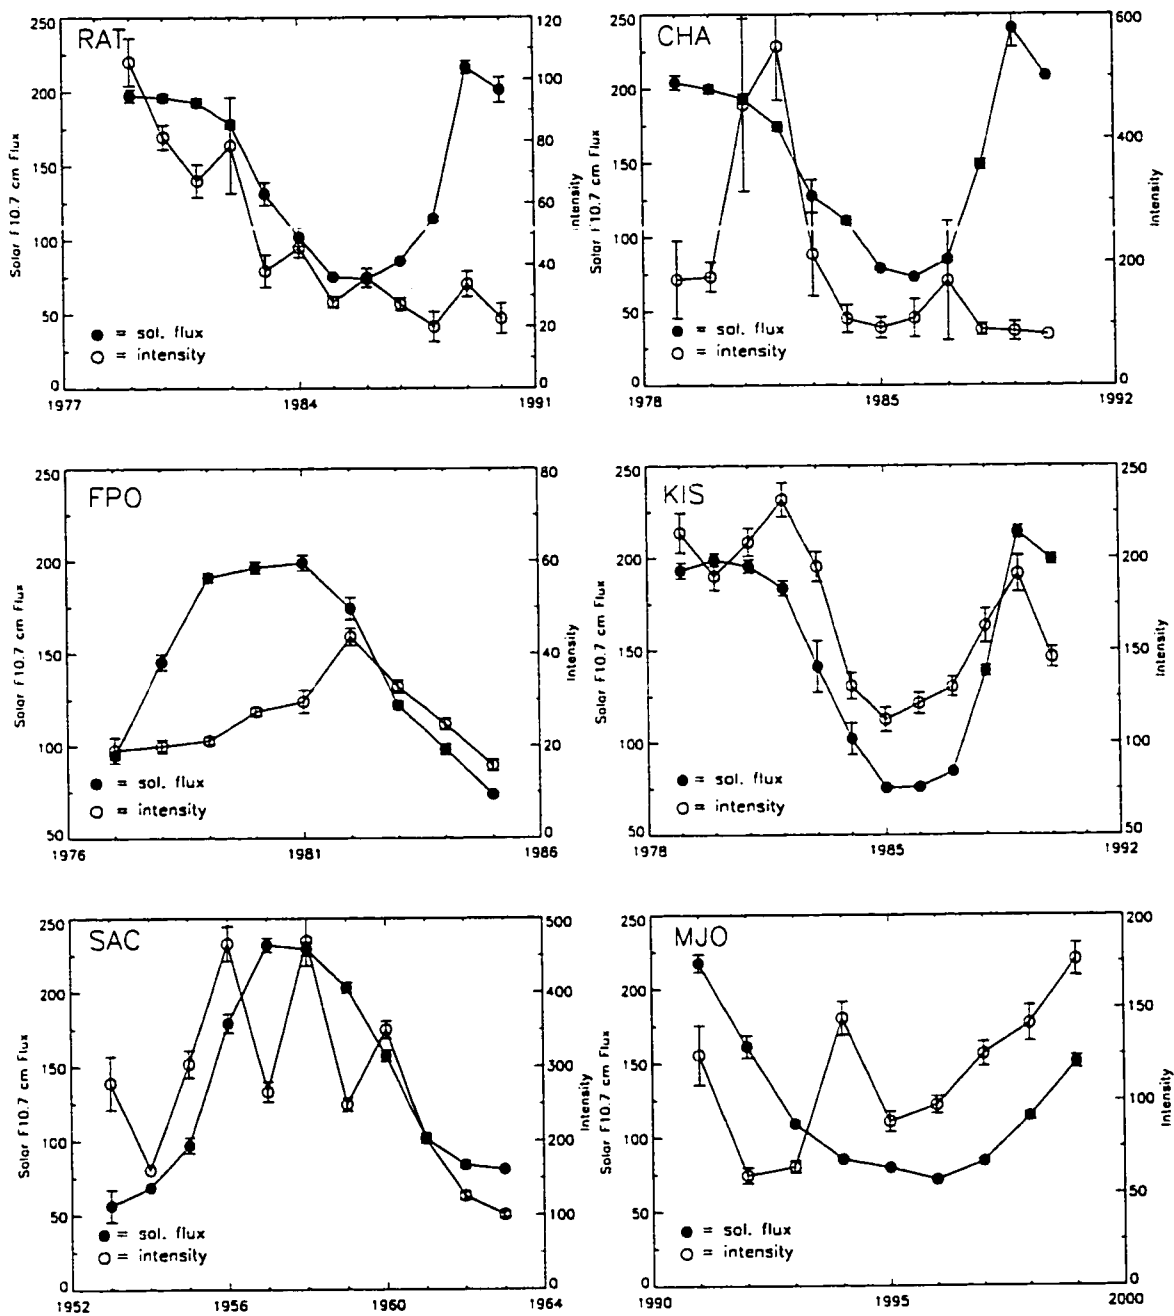 RAT
Solar F10.7 cm Flux
250
200
150
100
50
0
120
100
80
60
40
20
0
Intensity
● = sol. flux
○ = intensity
1977
1984
1991
CHA
Solar F10.7 cm Flux
250
200
150
100
50
0
600
400
200
0
Intensity
● = sol. flux
○ = intensity
1978
1985
1992
FPO
Solar F10.7 cm Flux
250
200
150
100
50
80
60
40
20
0
Intensity
● = sol. flux
○ = intensity
1976
1981
1986
KIS
Solar F10.7 cm Flux
250
200
150
100
50
250
200
150
100
50
Intensity
● = sol. flux
○ = intensity
1978
1985
1992
SAC
Solar F10.7 cm Flux
250
200
150
100
50
0
500
400
300
200
100
0
Intensity
● = sol. flux
○ = intensity
1952
1956
1960
1964
MJO
Solar F10.7 cm Flux
250
200
150
100
50
0
200
150
100
50
0
Intensity
● = sol. flux
○ = intensity
1990
1995
2000